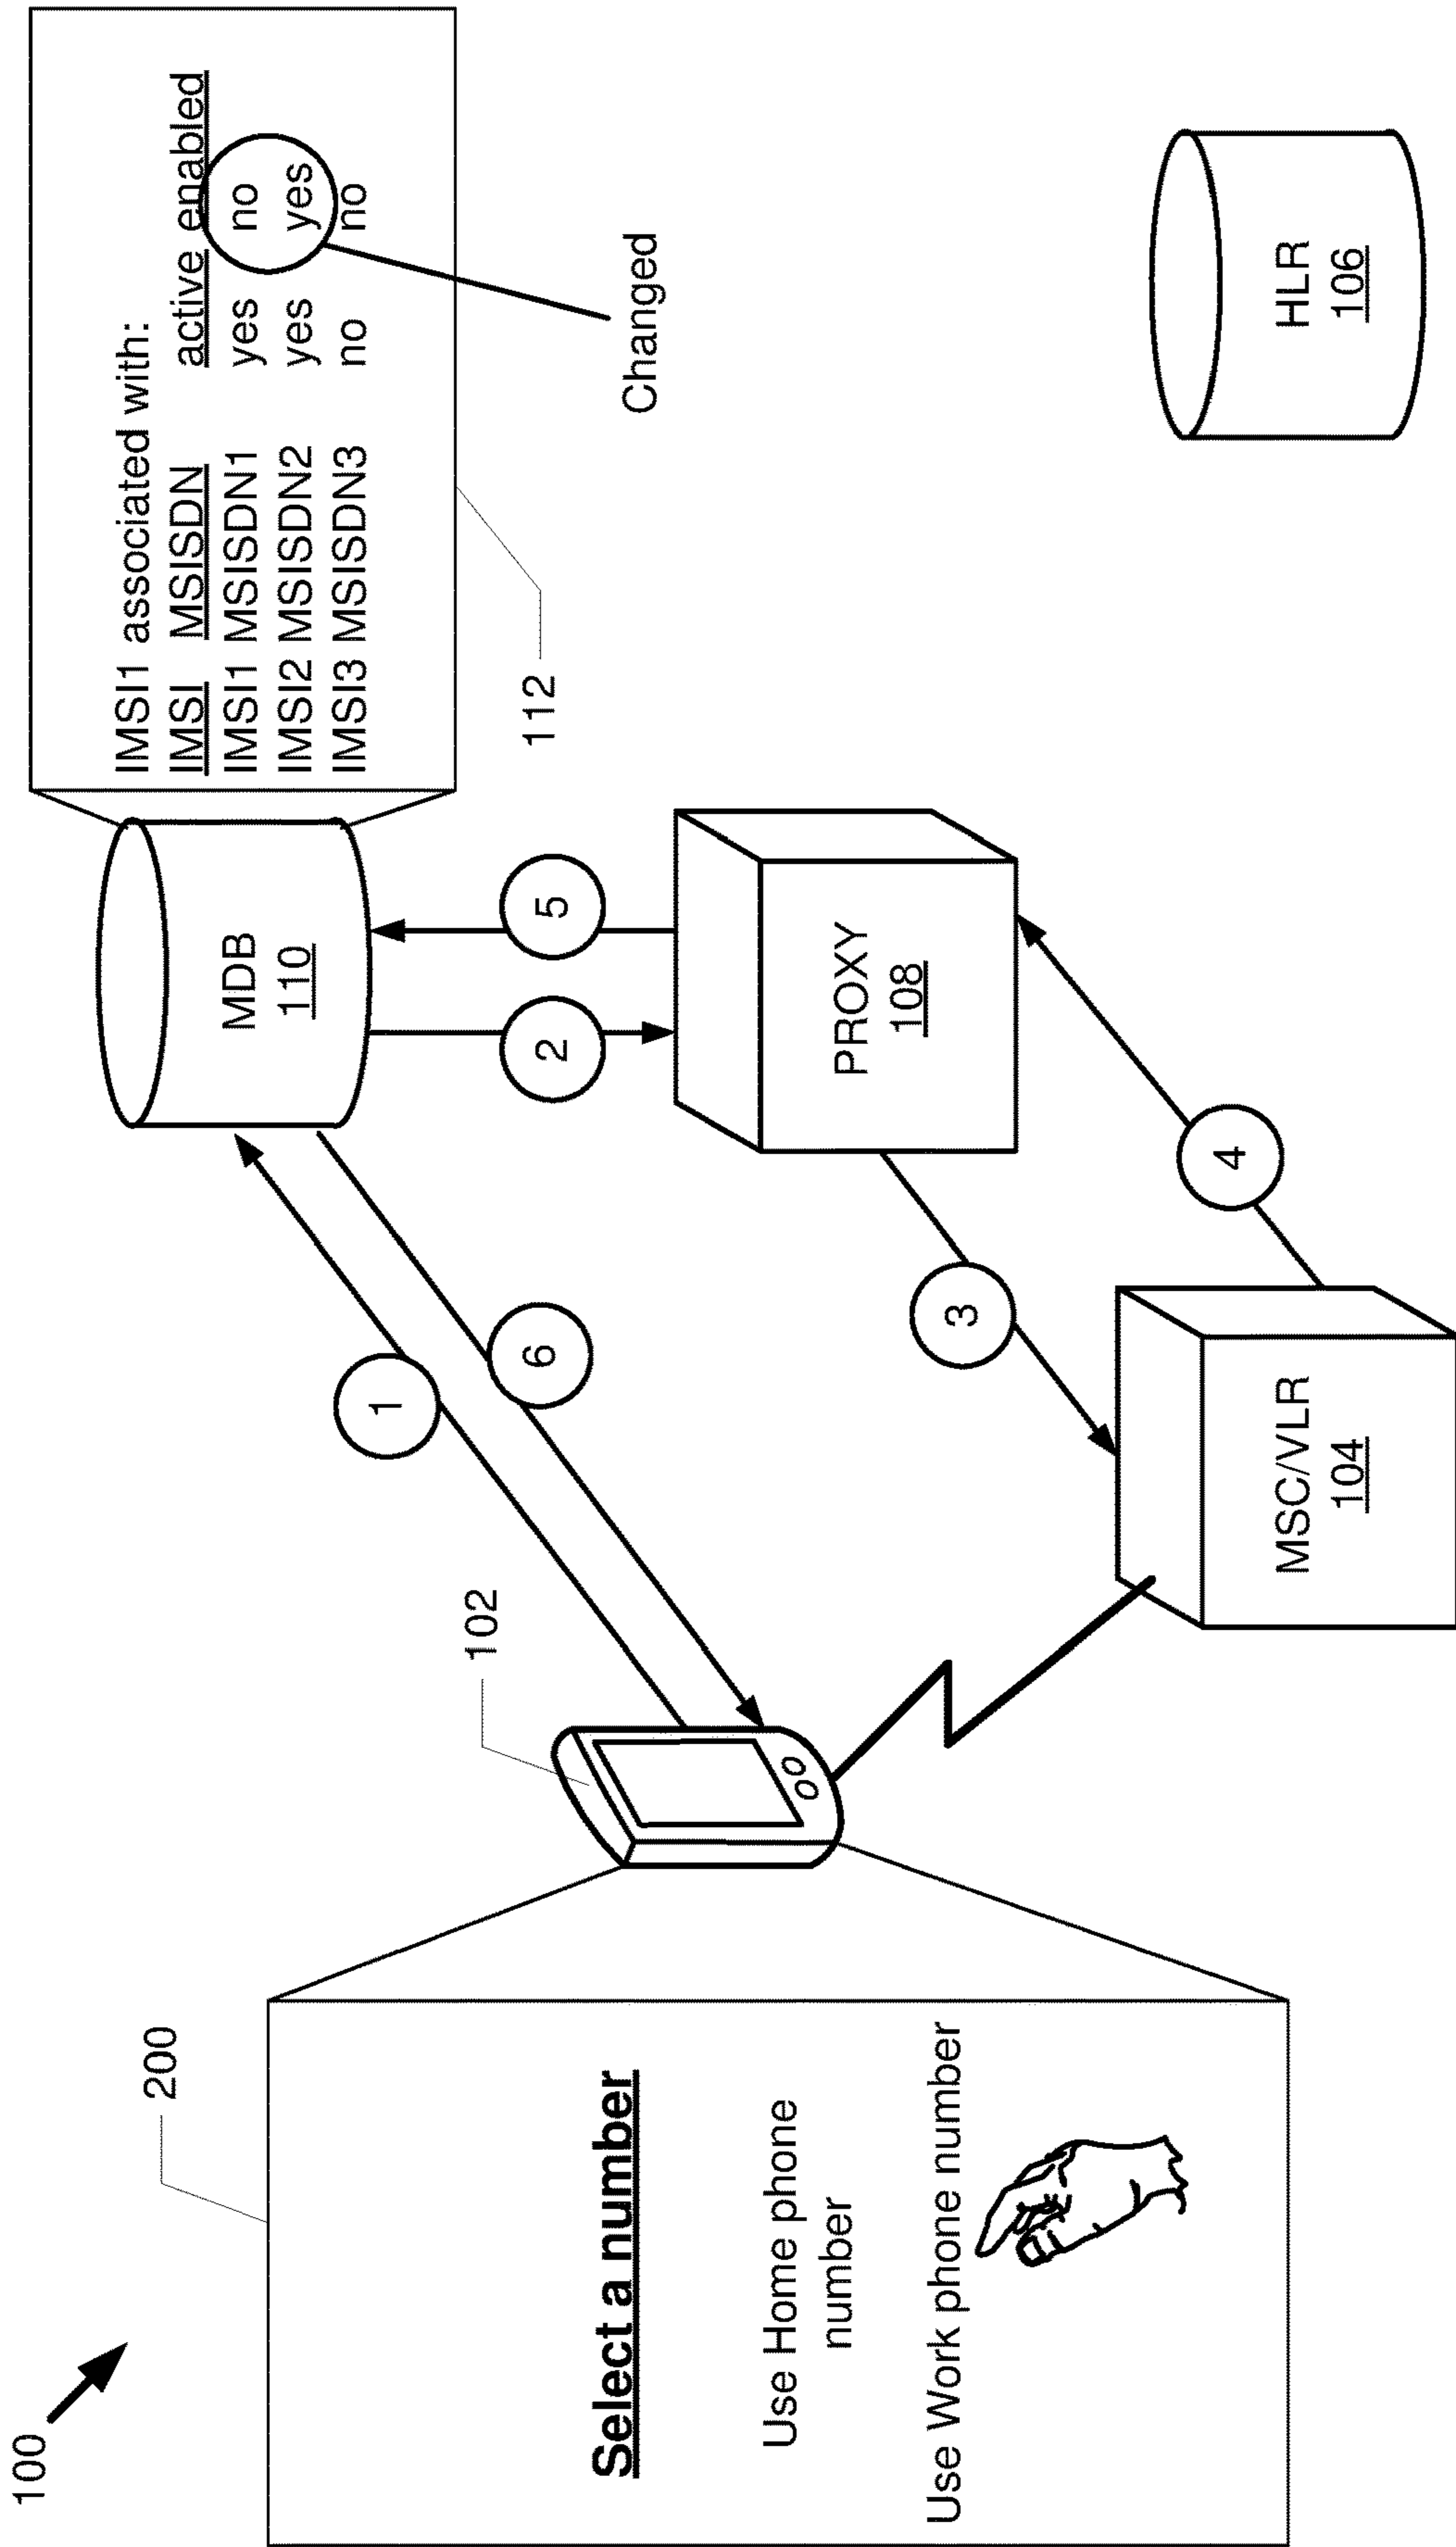 100
200
Select a number
Use Home phone
number
Use Work phone number
102
1
6
MDB
110
2
5
IMSI1 associated with:
IMSI MSISDN active enabled
IMSI1 MSISDN1 yes no
IMSI2 MSISDN2 yes yes
IMSI3 MSISDN3 no no
112
Changed
PROXY
108
3
4
MSC/VLR
104
HLR
106